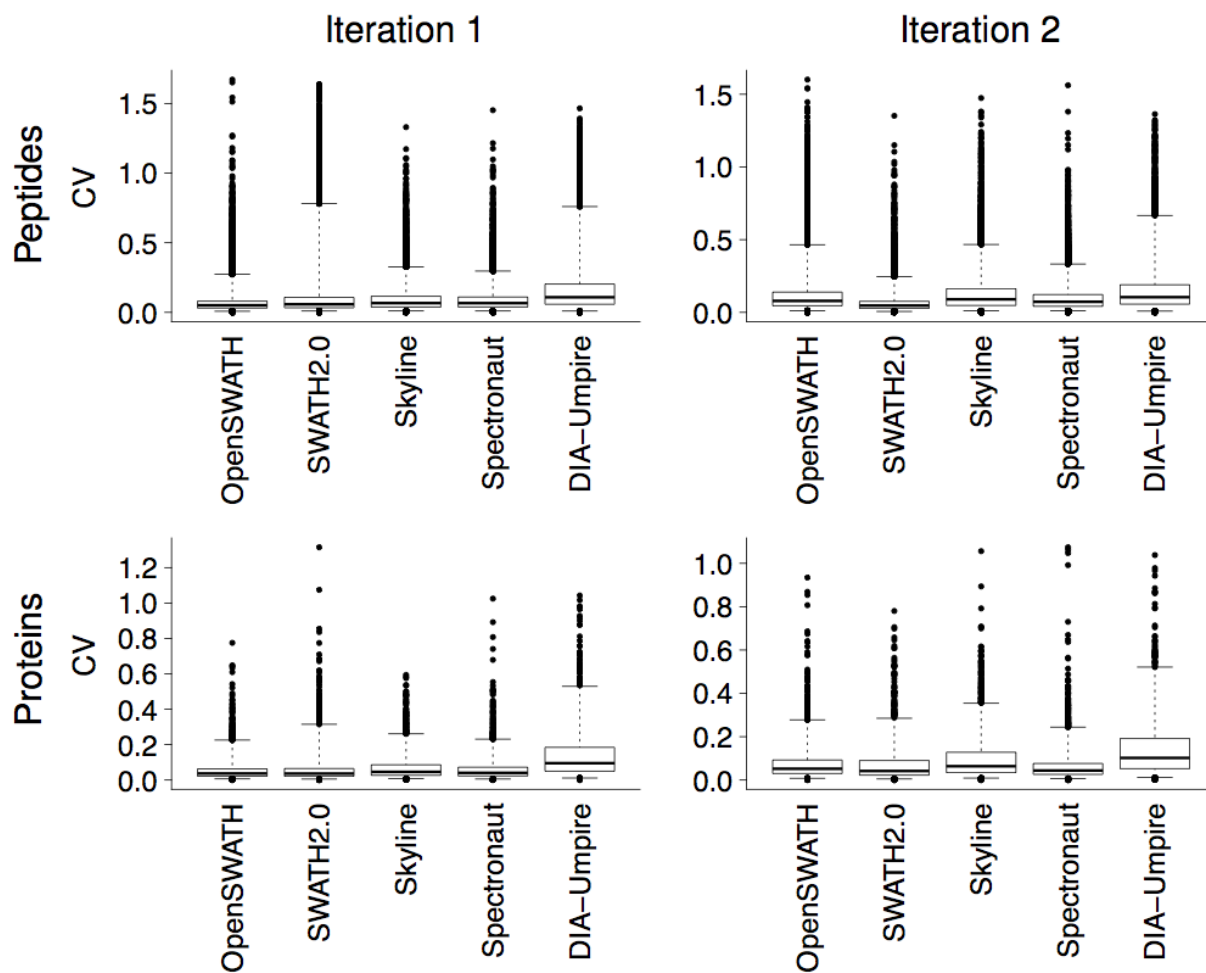 Iteration 1
Iteration 2
Peptides
CV
1.5
1.0
0.5
0.0
OpenSWATH
SWATH2.0
Skyline
Spectronaut
DIA-Umpire
1.5
1.0
0.5
0.0
OpenSWATH
SWATH2.0
Skyline
Spectronaut
DIA-Umpire
Proteins
CV
1.2
1.0
0.8
0.6
0.4
0.2
0.0
OpenSWATH
SWATH2.0
Skyline
Spectronaut
DIA-Umpire
1.0
0.8
0.6
0.4
0.2
0.0
OpenSWATH
SWATH2.0
Skyline
Spectronaut
DIA-Umpire